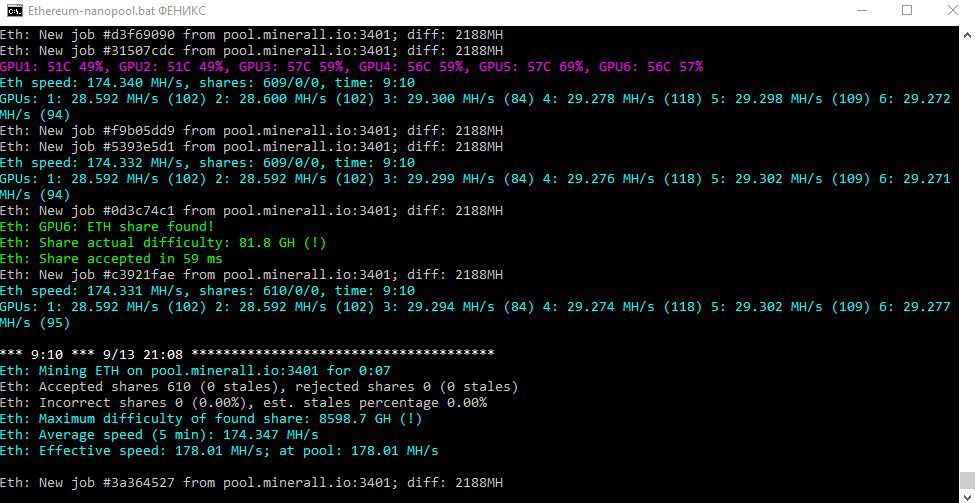 Ethereum-nanopool.bat ФЕНИКС
Eth: New job #d3f69090 from pool.minerall.io:3401; diff: 2188MH
Eth: New job #31507cdc from pool.minerall.io:3401; diff: 2188MH
GPU1: 51C 49%, GPU2: 51C 49%, GPU3: 57C 59%, GPU4: 56C 59%, GPU5: 57C 69%, GPU6: 56C 57%
Eth speed: 174.340 MH/s, shares: 609/0/0, time: 9:10
GPUs: 1: 28.592 MH/s (102) 2: 28.600 MH/s (102) 3: 29.300 MH/s (84) 4: 29.278 MH/s (118) 5: 29.298 MH/s (109) 6: 29.272
MH/s (94)
Eth: New job #f9b05dd9 from pool.minerall.io:3401; diff: 2188MH
Eth: New job #5393e5d1 from pool.minerall.io:3401; diff: 2188MH
Eth speed: 174.332 MH/s, shares: 609/0/0, time: 9:10
GPUs: 1: 28.592 MH/s (102) 2: 28.592 MH/s (102) 3: 29.299 MH/s (84) 4: 29.276 MH/s (118) 5: 29.302 MH/s (109) 6: 29.271
MH/s (94)
Eth: New job #0d3c74c1 from pool.minerall.io:3401; diff: 2188MH
Eth: GPU6: ETH share found!
Eth: Share actual difficulty: 81.8 GH (!)
Eth: Share accepted in 59 ms
Eth: New job #c3921fae from pool.minerall.io:3401; diff: 2188MH
Eth speed: 174.331 MH/s, shares: 610/0/0, time: 9:10
GPUs: 1: 28.592 MH/s (102) 2: 28.592 MH/s (102) 3: 29.294 MH/s (84) 4: 29.274 MH/s (118) 5: 29.302 MH/s (109) 6: 29.277
MH/s (95)
*** 9:10 *** 9/13 21:08 **************************************
Eth: Mining ETH on pool.minerall.io:3401 for 0:07
Eth: Accepted shares 610 (0 stales), rejected shares 0 (0 stales)
Eth: Incorrect shares 0 (0.00%), est. stales percentage 0.00%
Eth: Maximum difficulty of found share: 8598.7 GH (!)
Eth: Average speed (5 min): 174.347 MH/s
Eth: Effective speed: 178.01 MH/s; at pool: 178.01 MH/s
Eth: New job #3a364527 from pool.minerall.io:3401; diff: 2188MH